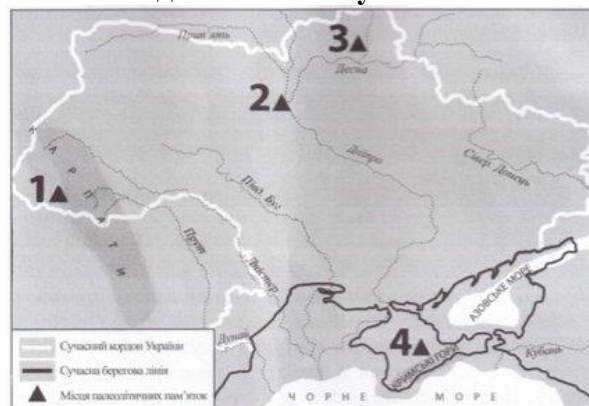 Прип'ять
3
Десна
2
Дніпро
Сівер. Донець
КАРПАТИ
1
Півд. Буг
Прут
Дністер
АЗОВСЬКЕ МОРЕ
Дунай
4
КРИМСЬКІ ГОРИ
Кубань
ЧОРНЕ МОРЕ
Сучасний кордон України
Сучасна берегова лінія
Місця палеолітичних пам'яток